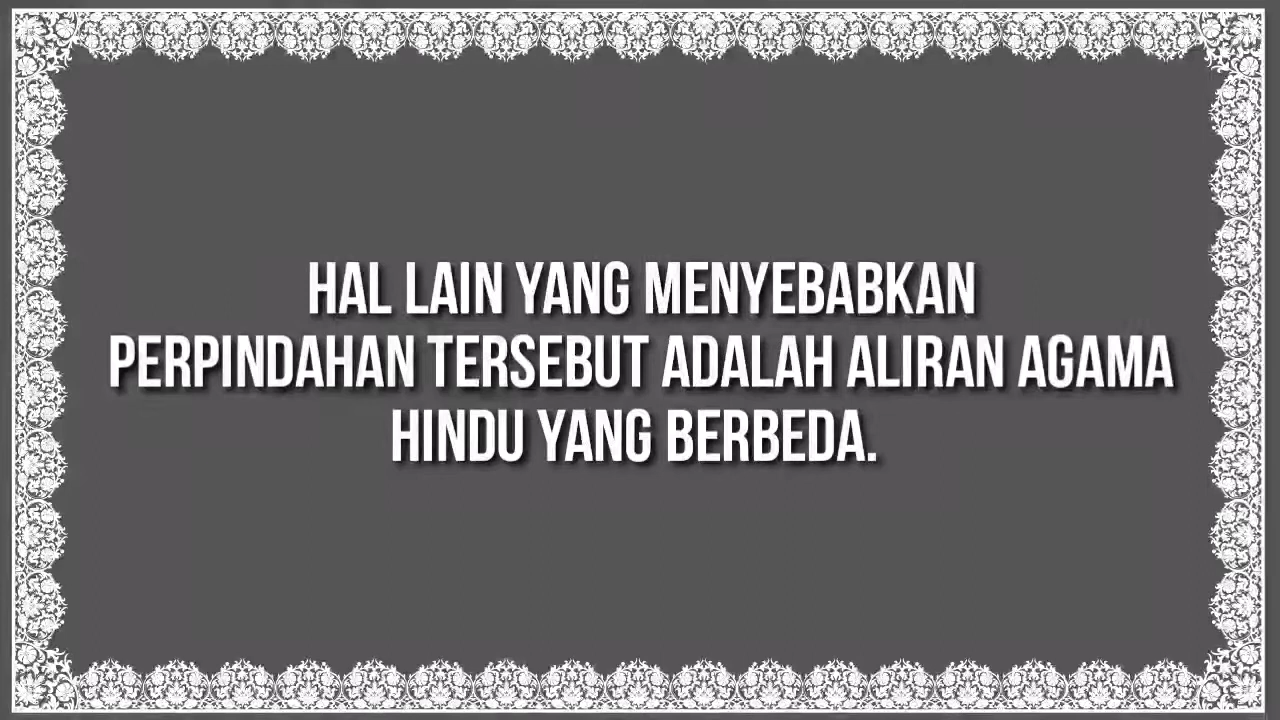 HAL LAIN YANG MENYEBABKAN
PERPINDAHAN TERSEBUT ADALAH ALIRAN AGAMA
HINDU YANG BERBEDA.